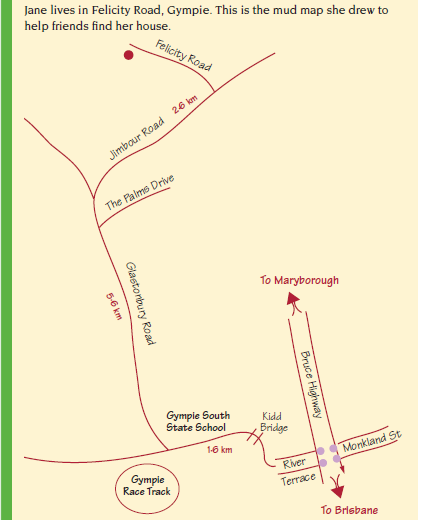 Jane lives in Felicity Road, Gympie. This is the mud map she drew to
help friends find her house.
Felicity Road
2·6 km
Jimbour Road
The Palms Drive
Glastonbury Road
5·6 km
To Maryborough
Bruce Highway
Gympie South
State School
Kidd
Bridge
1·6 km
Monkland St
River
Terrace
Gympie
Race Track
To Brisbane